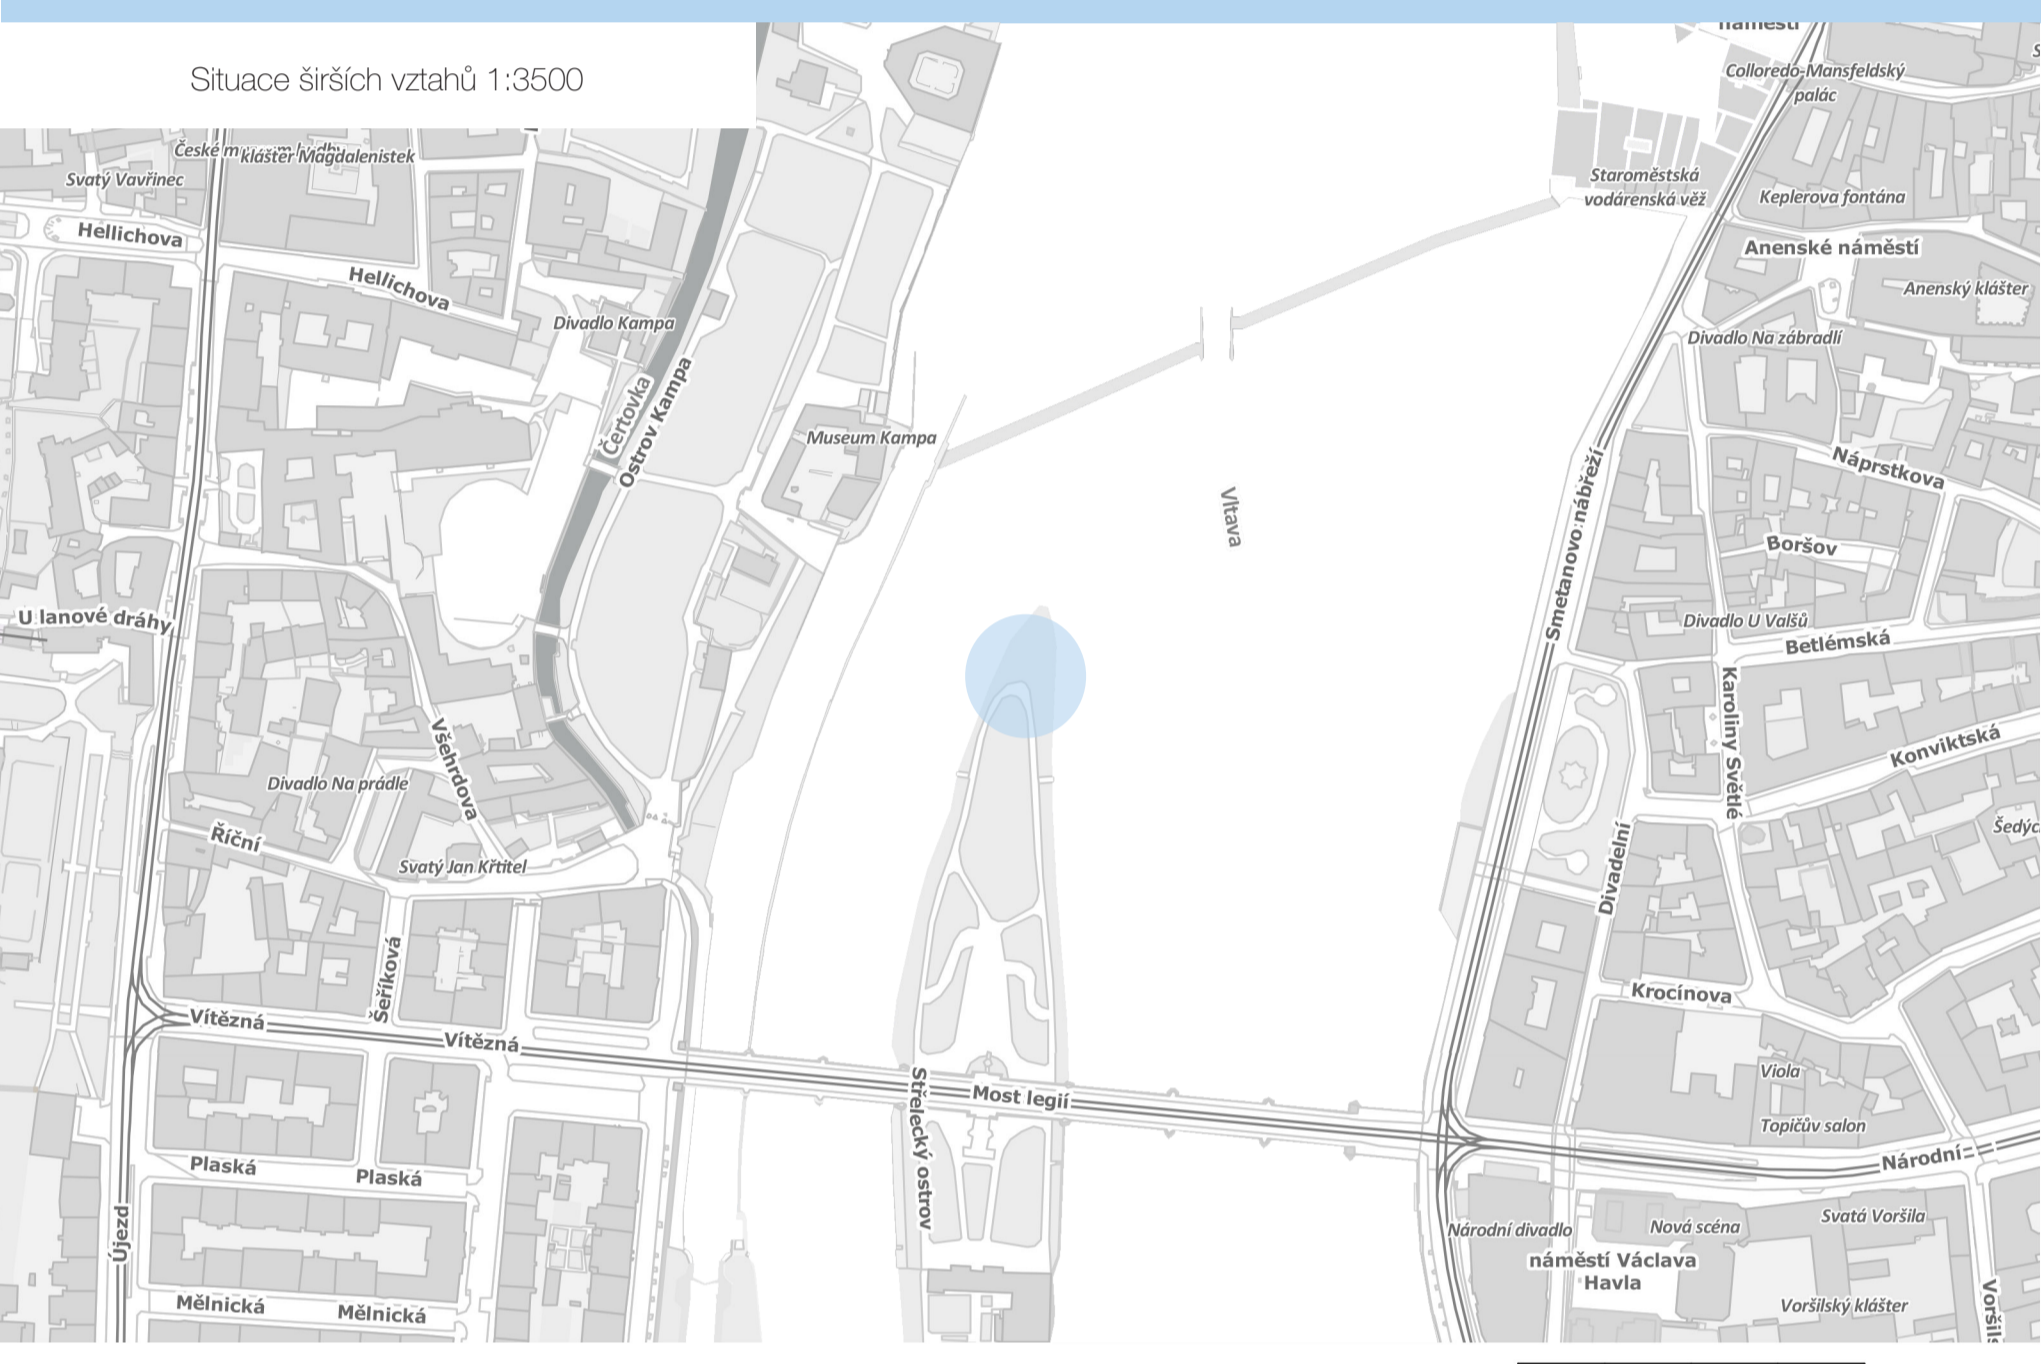 Situace širších vztahů 1:3500
náměstí
Colloredo-Mansfeldský
palác
klášter Magdalenistek
České
Svatý Vavřinec
Staroměstská
vodárenská věž
Keplerova fontána
Hellichova
Hellichova
Anenské náměstí
Anenský klášter
Divadlo Kampa
Divadlo Na zábradlí
Čertovka
Ostrov Kampa
Museum Kampa
Náprstkova
Vltava
Smetanovo nábřeží
Boršov
U lanové dráhy
Divadlo U Valšů
Betlémská
Karoliny Světlé
Všehrdova
Konviktská
Divadlo Na prádle
Říční
Svatý Jan Křtitel
Divadelní
Šeříková
Krocínova
Vítězná
Vítězná
Střelecký ostrov
Most legií
Viola
Topičův salon
Národní
Plaská
Plaská
Újezd
Národní divadlo
Nová scéna
Svatá Voršila
náměstí Václava
Havla
Mělnická
Mělnická
Voršilský klášter